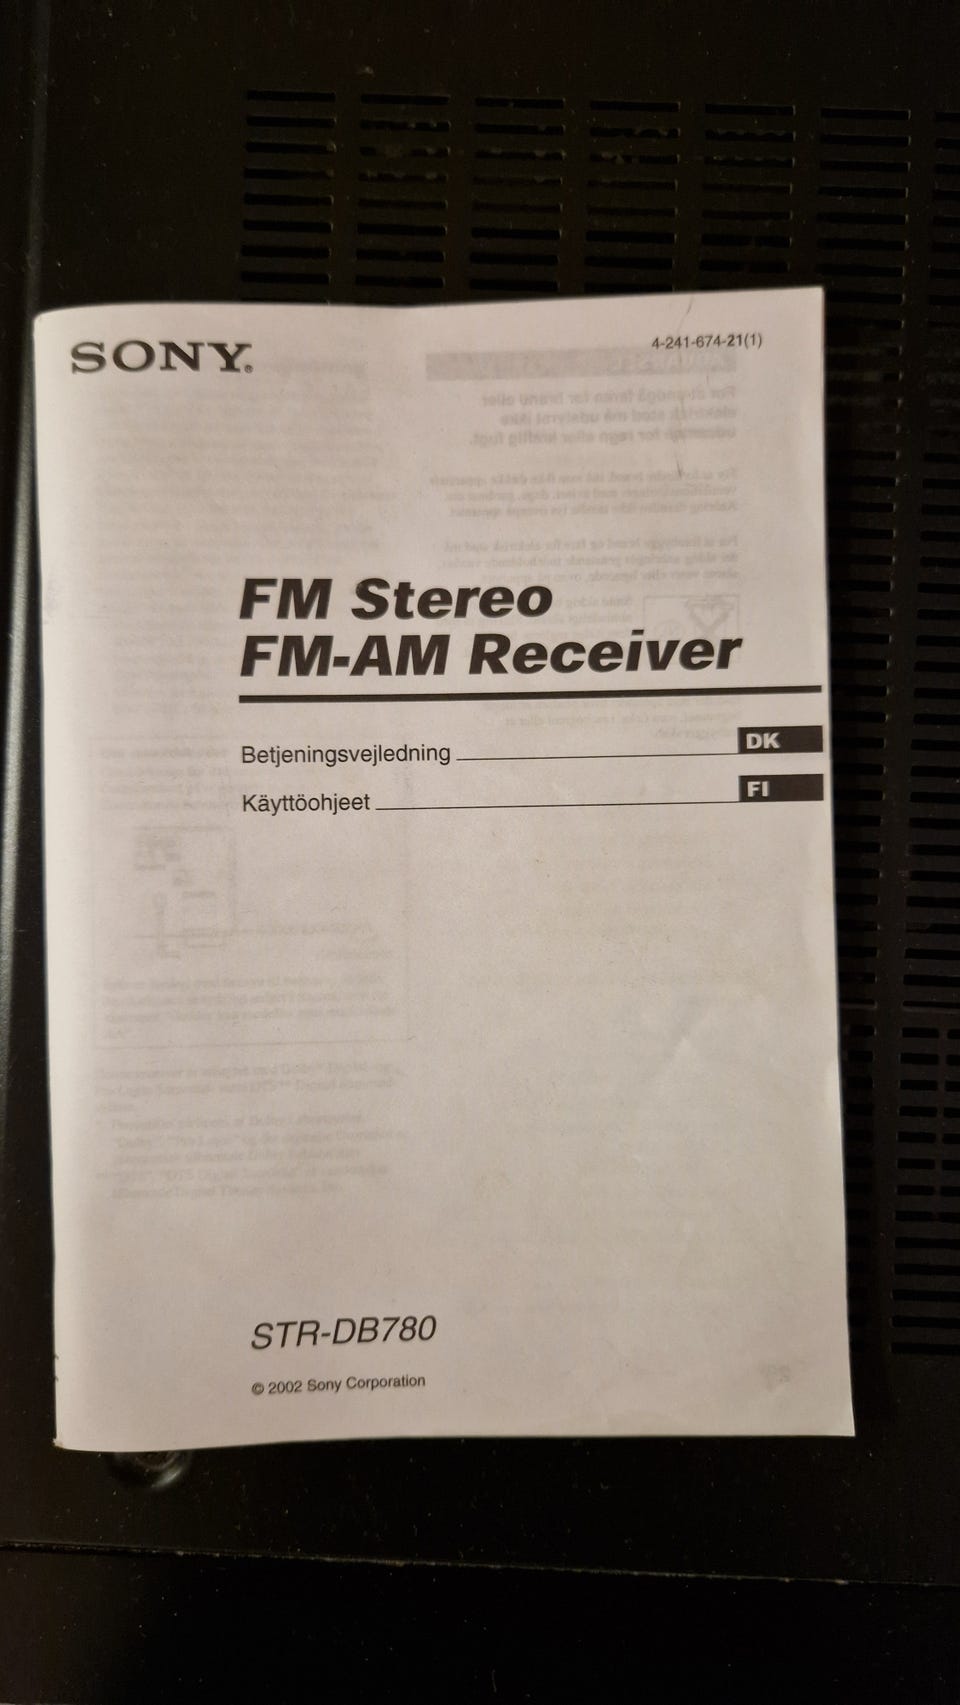 SONY®
4-241-674-21(1)
FM Stereo
FM-AM Receiver
Betjeningsvejledning DK
Käyttöohjeet FI
STR-DB780
© 2002 Sony Corporation